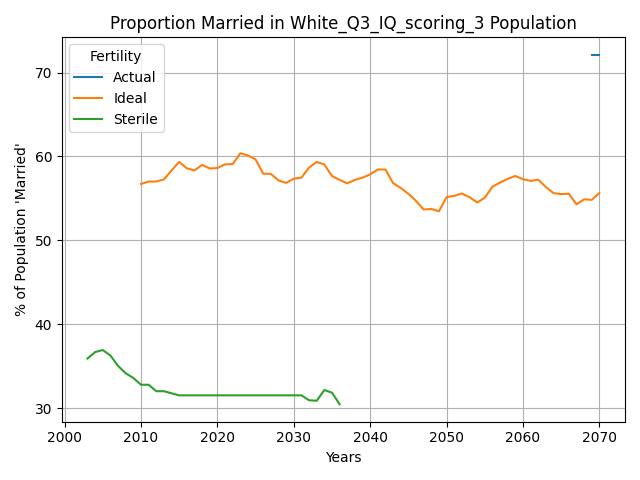 Proportion Married in White_Q3_IQ_scoring_3 Population
Fertility
Actual
Ideal
Sterile
% of Population 'Married'
70
60
50
40
30
2000 2010 2020 2030 2040 2050 2060 2070
Years